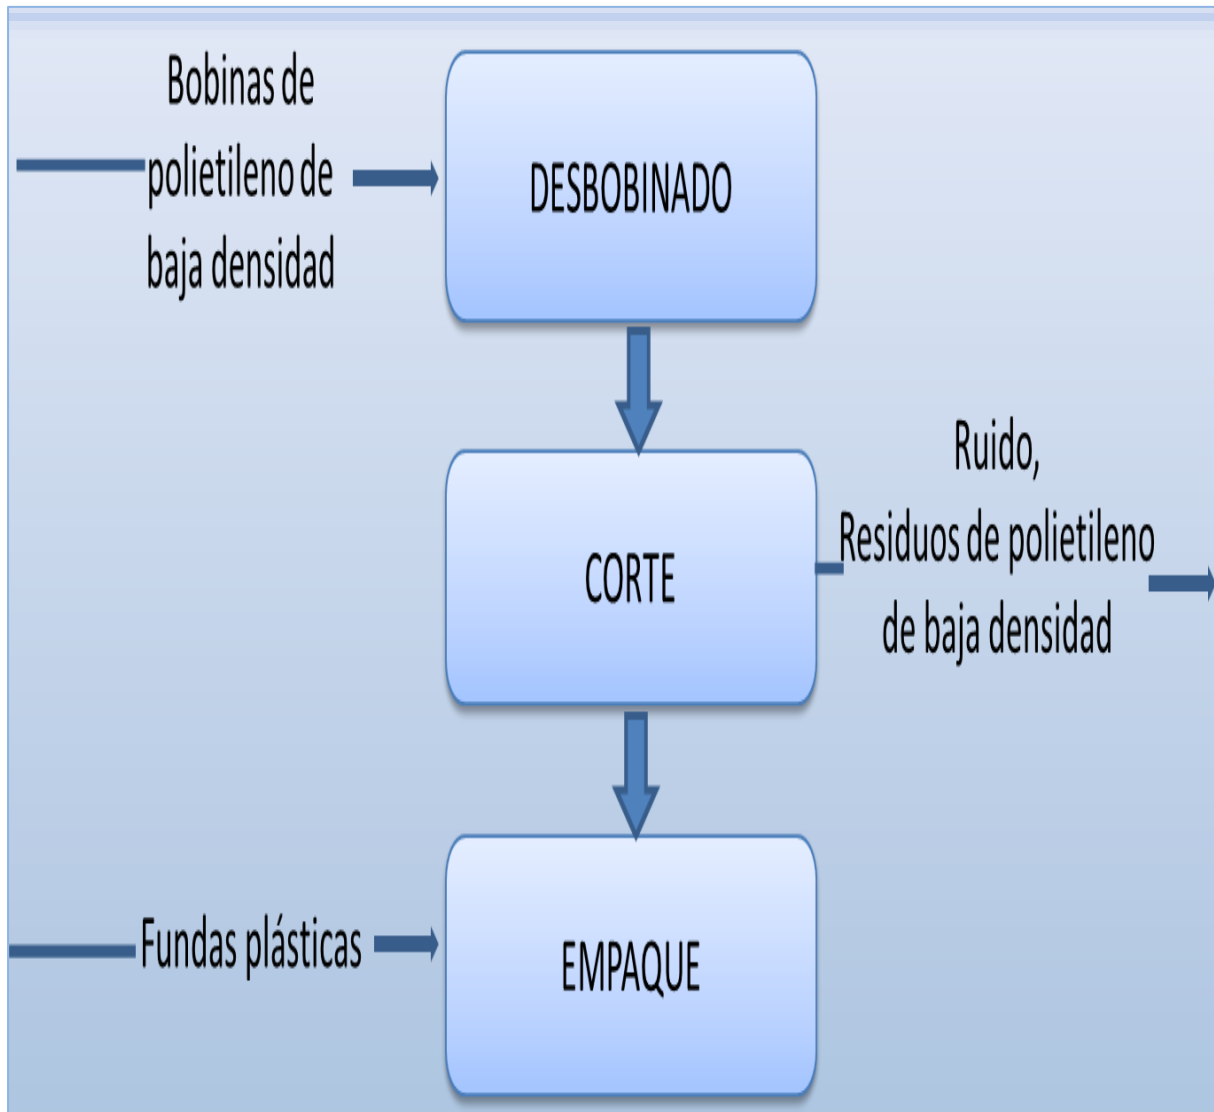 Bobinas de
polietileno de
baja densidad
DESBOBINADO
Ruido,
Residuos de polietileno
de baja densidad
CORTE
Fundas plásticas
EMPAQUE